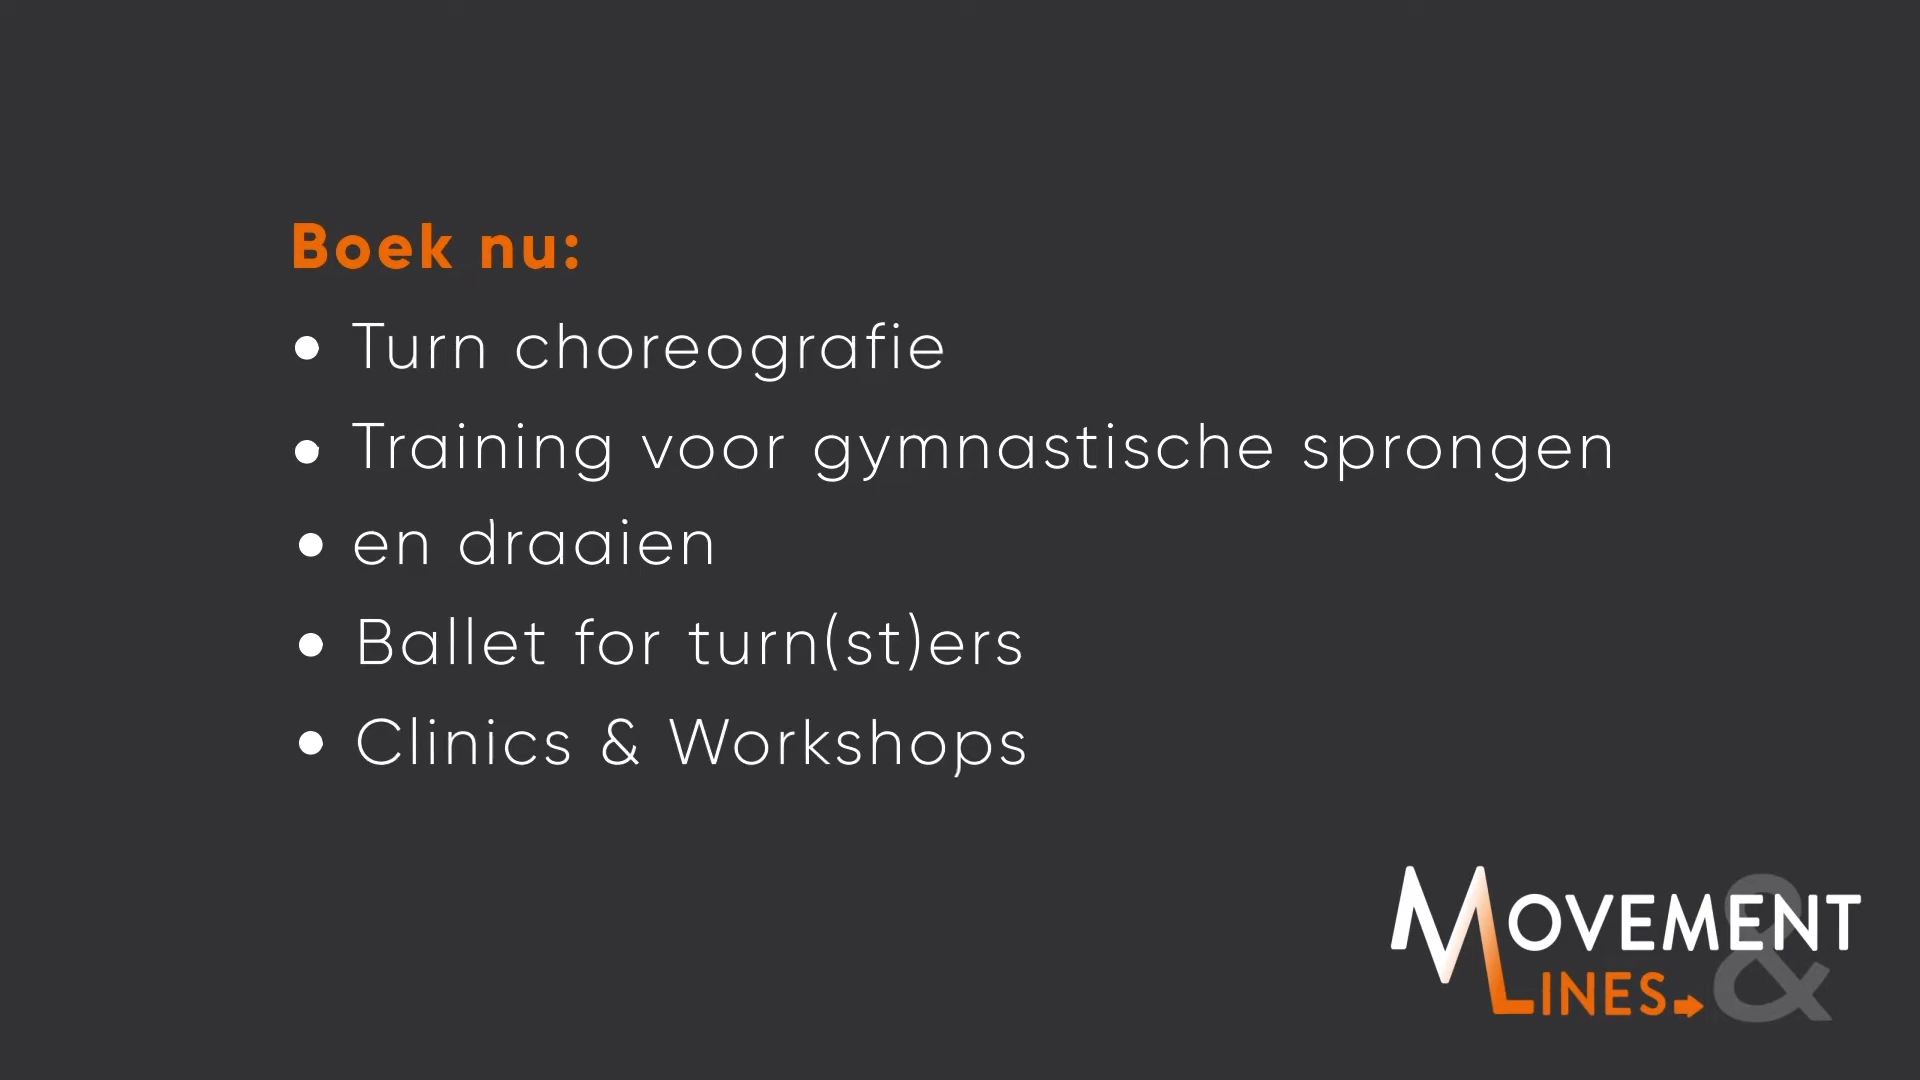 Boek nu:
• Turn choreografie
• Training voor gymnastische sprongen
• en draaien
• Ballet for turn(st)ers
• Clinics & Workshops
MOVEMENT
& LINES